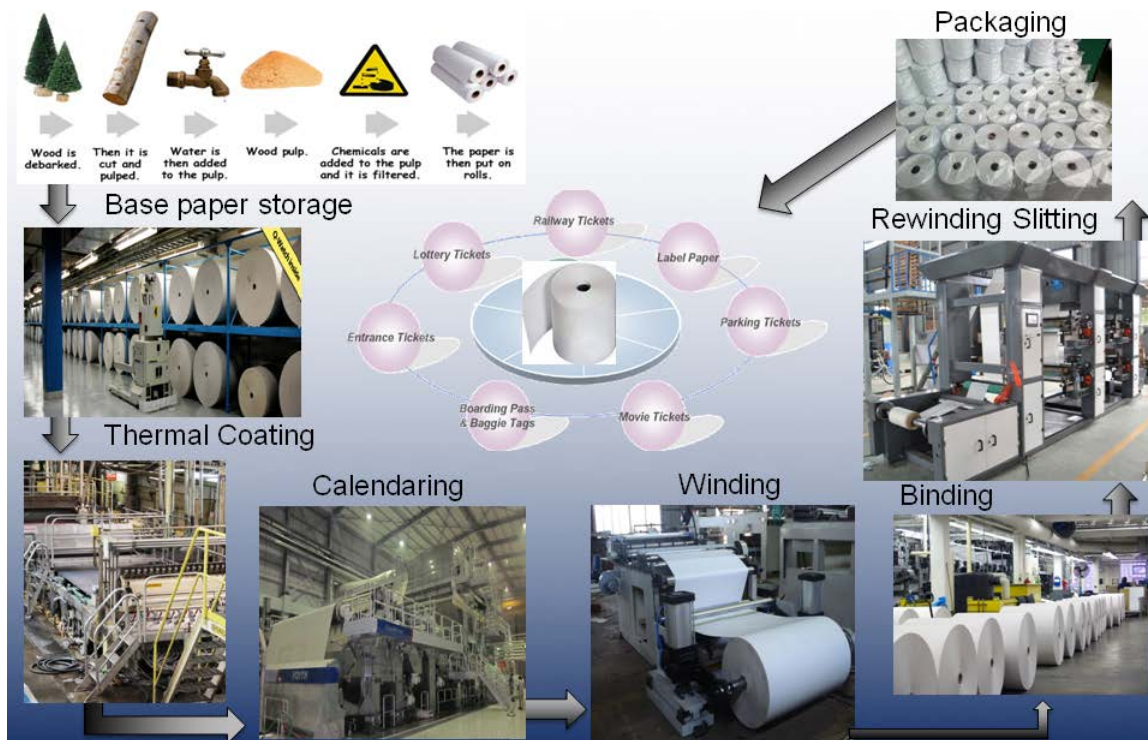 Packaging
Wood is
debarked.
Then it is
cut and
pulped.
Water is
then added
to the pulp.
Wood pulp.
Chemicals are
added to the pulp
and it is filtered.
The paper is
then put on
rolls.
Base paper storage
Q-Watch Inside
Railway Tickets
Lottery Tickets
Label Paper
Entrance Tickets
Parking Tickets
Boarding Pass
& Baggie Tags
Movie Tickets
Rewinding Slitting
Thermal Coating
Calendaring
VOITH
Winding
Binding